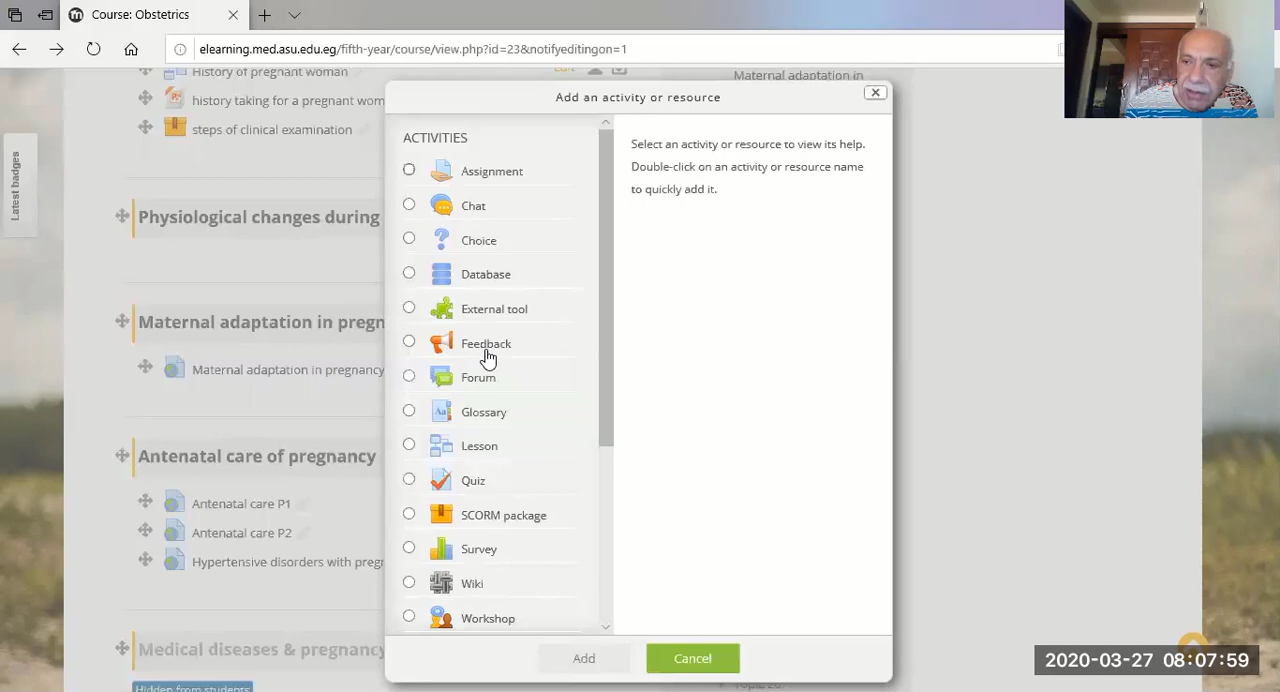 Course: Obstetrics
elearning.med.asu.edu.eg/fifth-year/course/view.php?id=23&notifyeditingon=1
History of pregnant woman
Edit
Maternal adaptation in
history taking for a pregnant wom
steps of clinical examination
Latest badges
Physiological changes during
Maternal adaptation in pregn
Maternal adaptation in pregnancy
Antenatal care of pregnancy
Antenatal care P1
Antenatal care P2
Hypertensive disorders with pregr
Medical diseases & pregnancy
Hidden from students
Add an activity or resource
ACTIVITIES
Assignment
Chat
Choice
Database
External tool
Feedback
Forum
Glossary
Lesson
Quiz
SCORM package
Survey
Wiki
Workshop
Select an activity or resource to view its help.
Double-click on an activity or resource name
to quickly add it.
Add
Cancel
2020-03-27 08:07:59